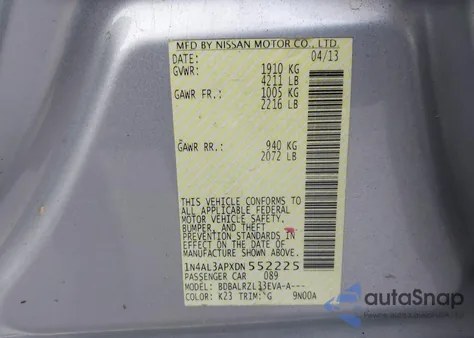 MFD BY NISSAN MOTOR CO., LTD.
DATE: 04/13
GVWR: 1910 KG
4211 LB
GAWR FR.: 1005 KG
2216 LB
GAWR RR.: 940 KG
2072 LB
THIS VEHICLE CONFORMS TO
ALL APPLICABLE FEDERAL
MOTOR VEHICLE SAFETY,
BUMPER, AND THEFT
PREVENTION STANDARDS
IN EFFECT ON THE DATE OF
MANUFACTURE SHOWN ABOVE.
1N4AL3APXDN552225
PASSENGER CAR 089
MODEL: BDBALRZL33EVA-A---
COLOR: K23 TRIM: G 9N00A
autoSnap
POWERED BY AUTOBIDMASTER